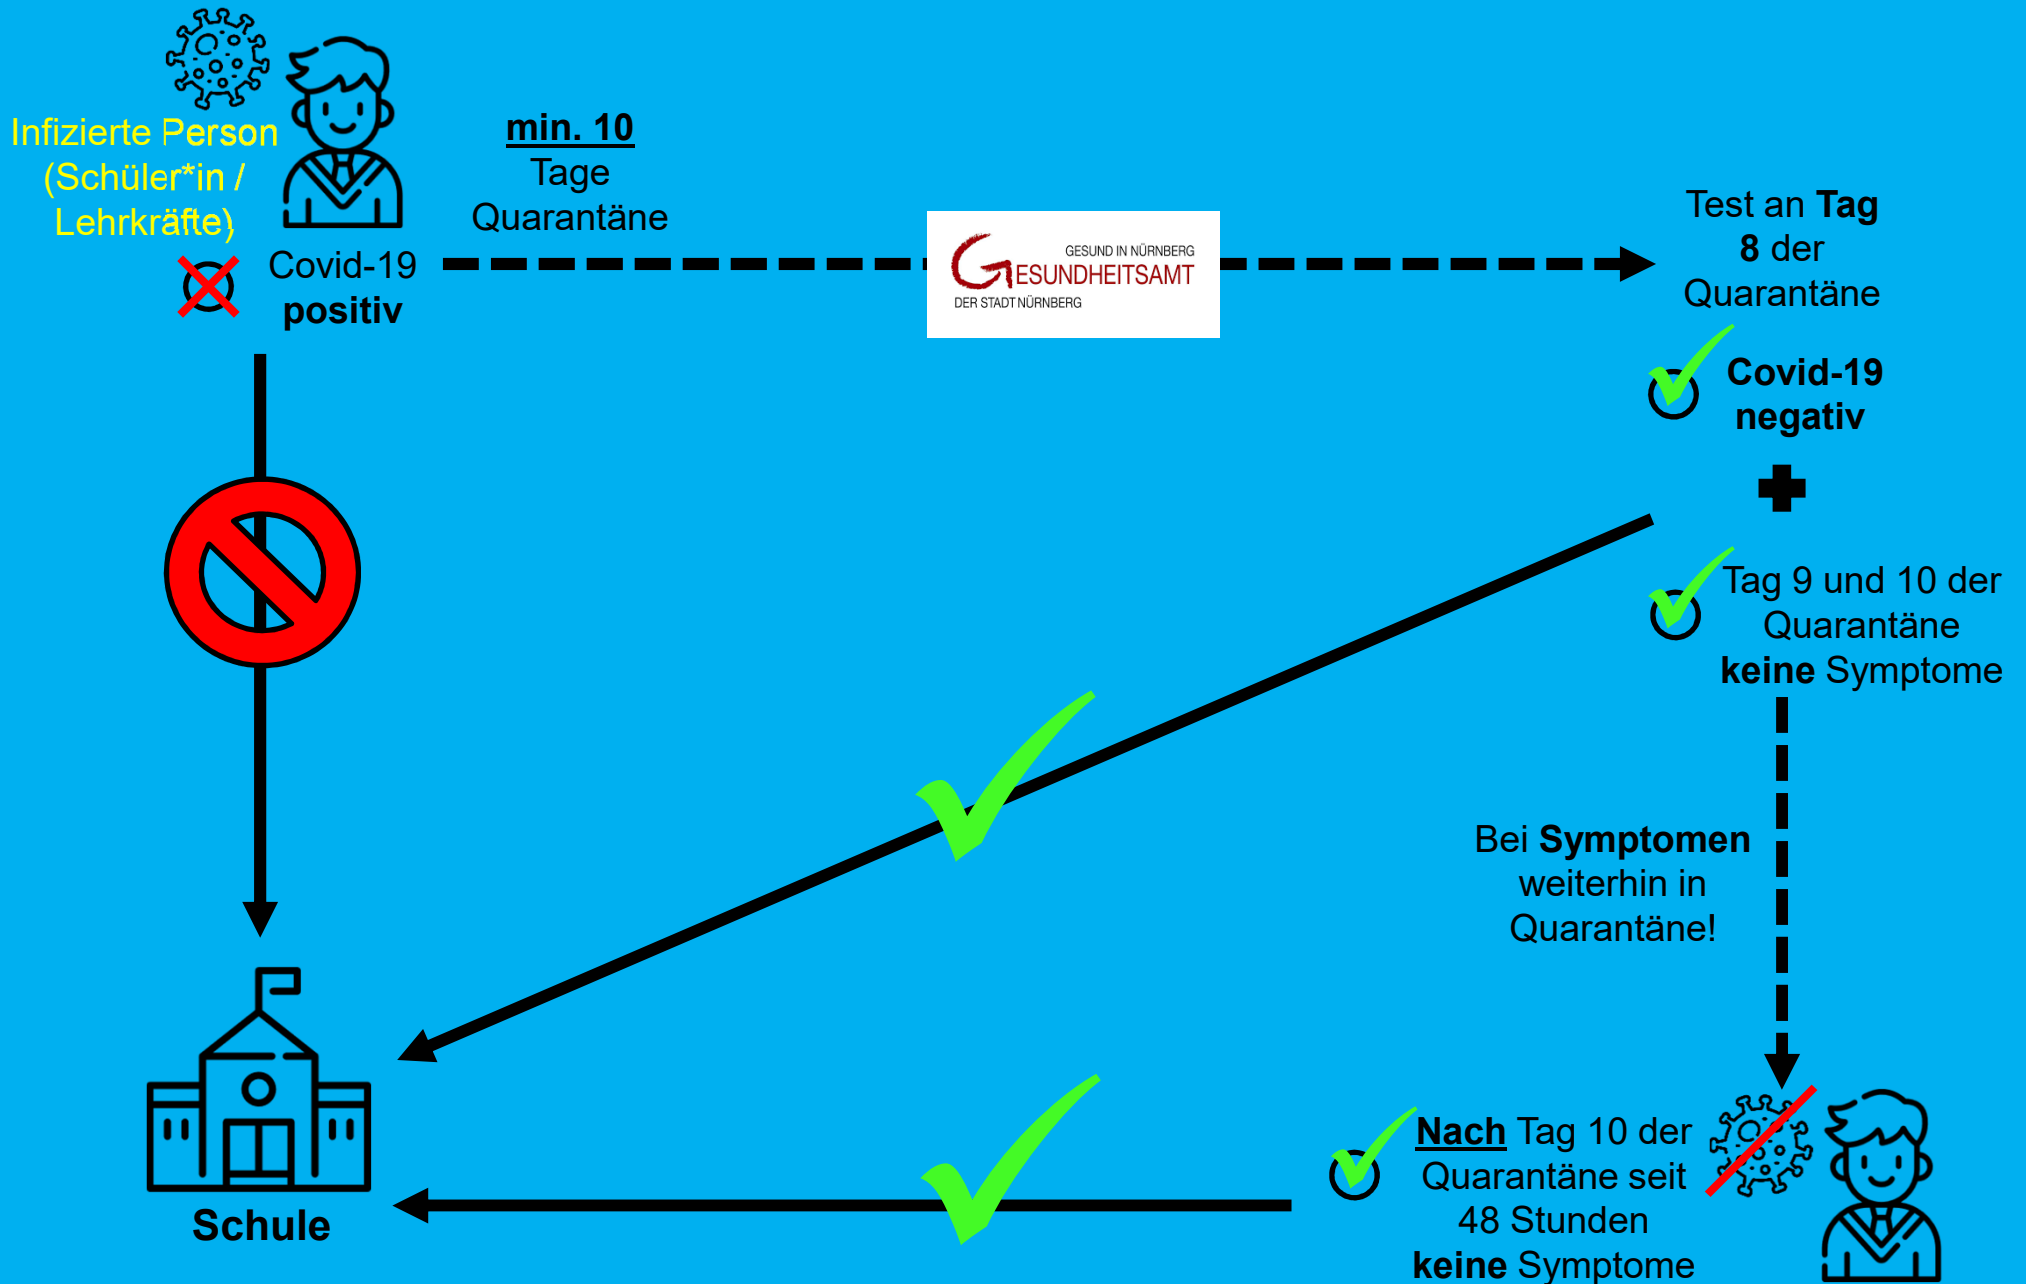 Infizierte Person
(Schüler*in /
Lehrkräfte)
Covid-19
positiv
min. 10
Tage
Quarantäne
GESUND IN NÜRNBERG
GESUNDHEITSAMT
DER STADT NÜRNBERG
Test an Tag
8 der
Quarantäne
Covid-19
negativ
Tag 9 und 10 der
Quarantäne
keine Symptome
Bei Symptomen
weiterhin in
Quarantäne!
Nach Tag 10 der
Quarantäne seit
48 Stunden
keine Symptome
Schule